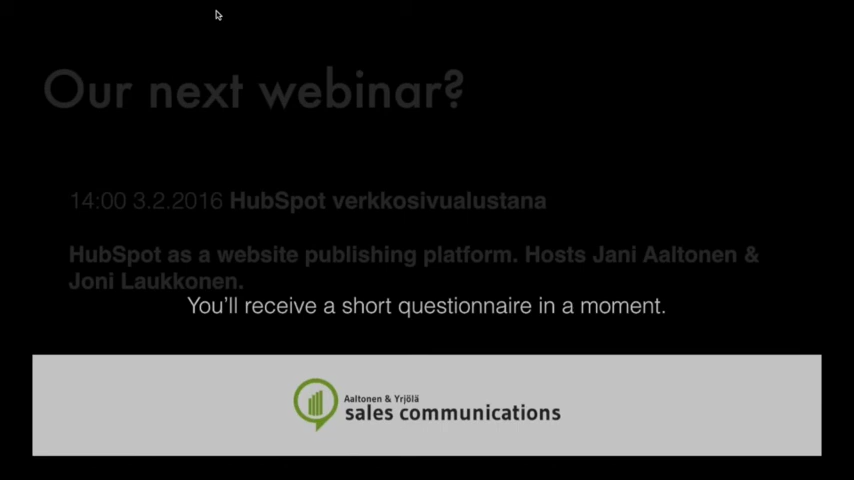 Our next webinar?
14:00 3.2.2016 HubSpot verkkosivualustana
HubSpot as a website publishing platform. Hosts Jani Aaltonen &
Joni Laukkonen.
You'll receive a short questionnaire in a moment.
Aaltonen & Yrjölä
sales communications